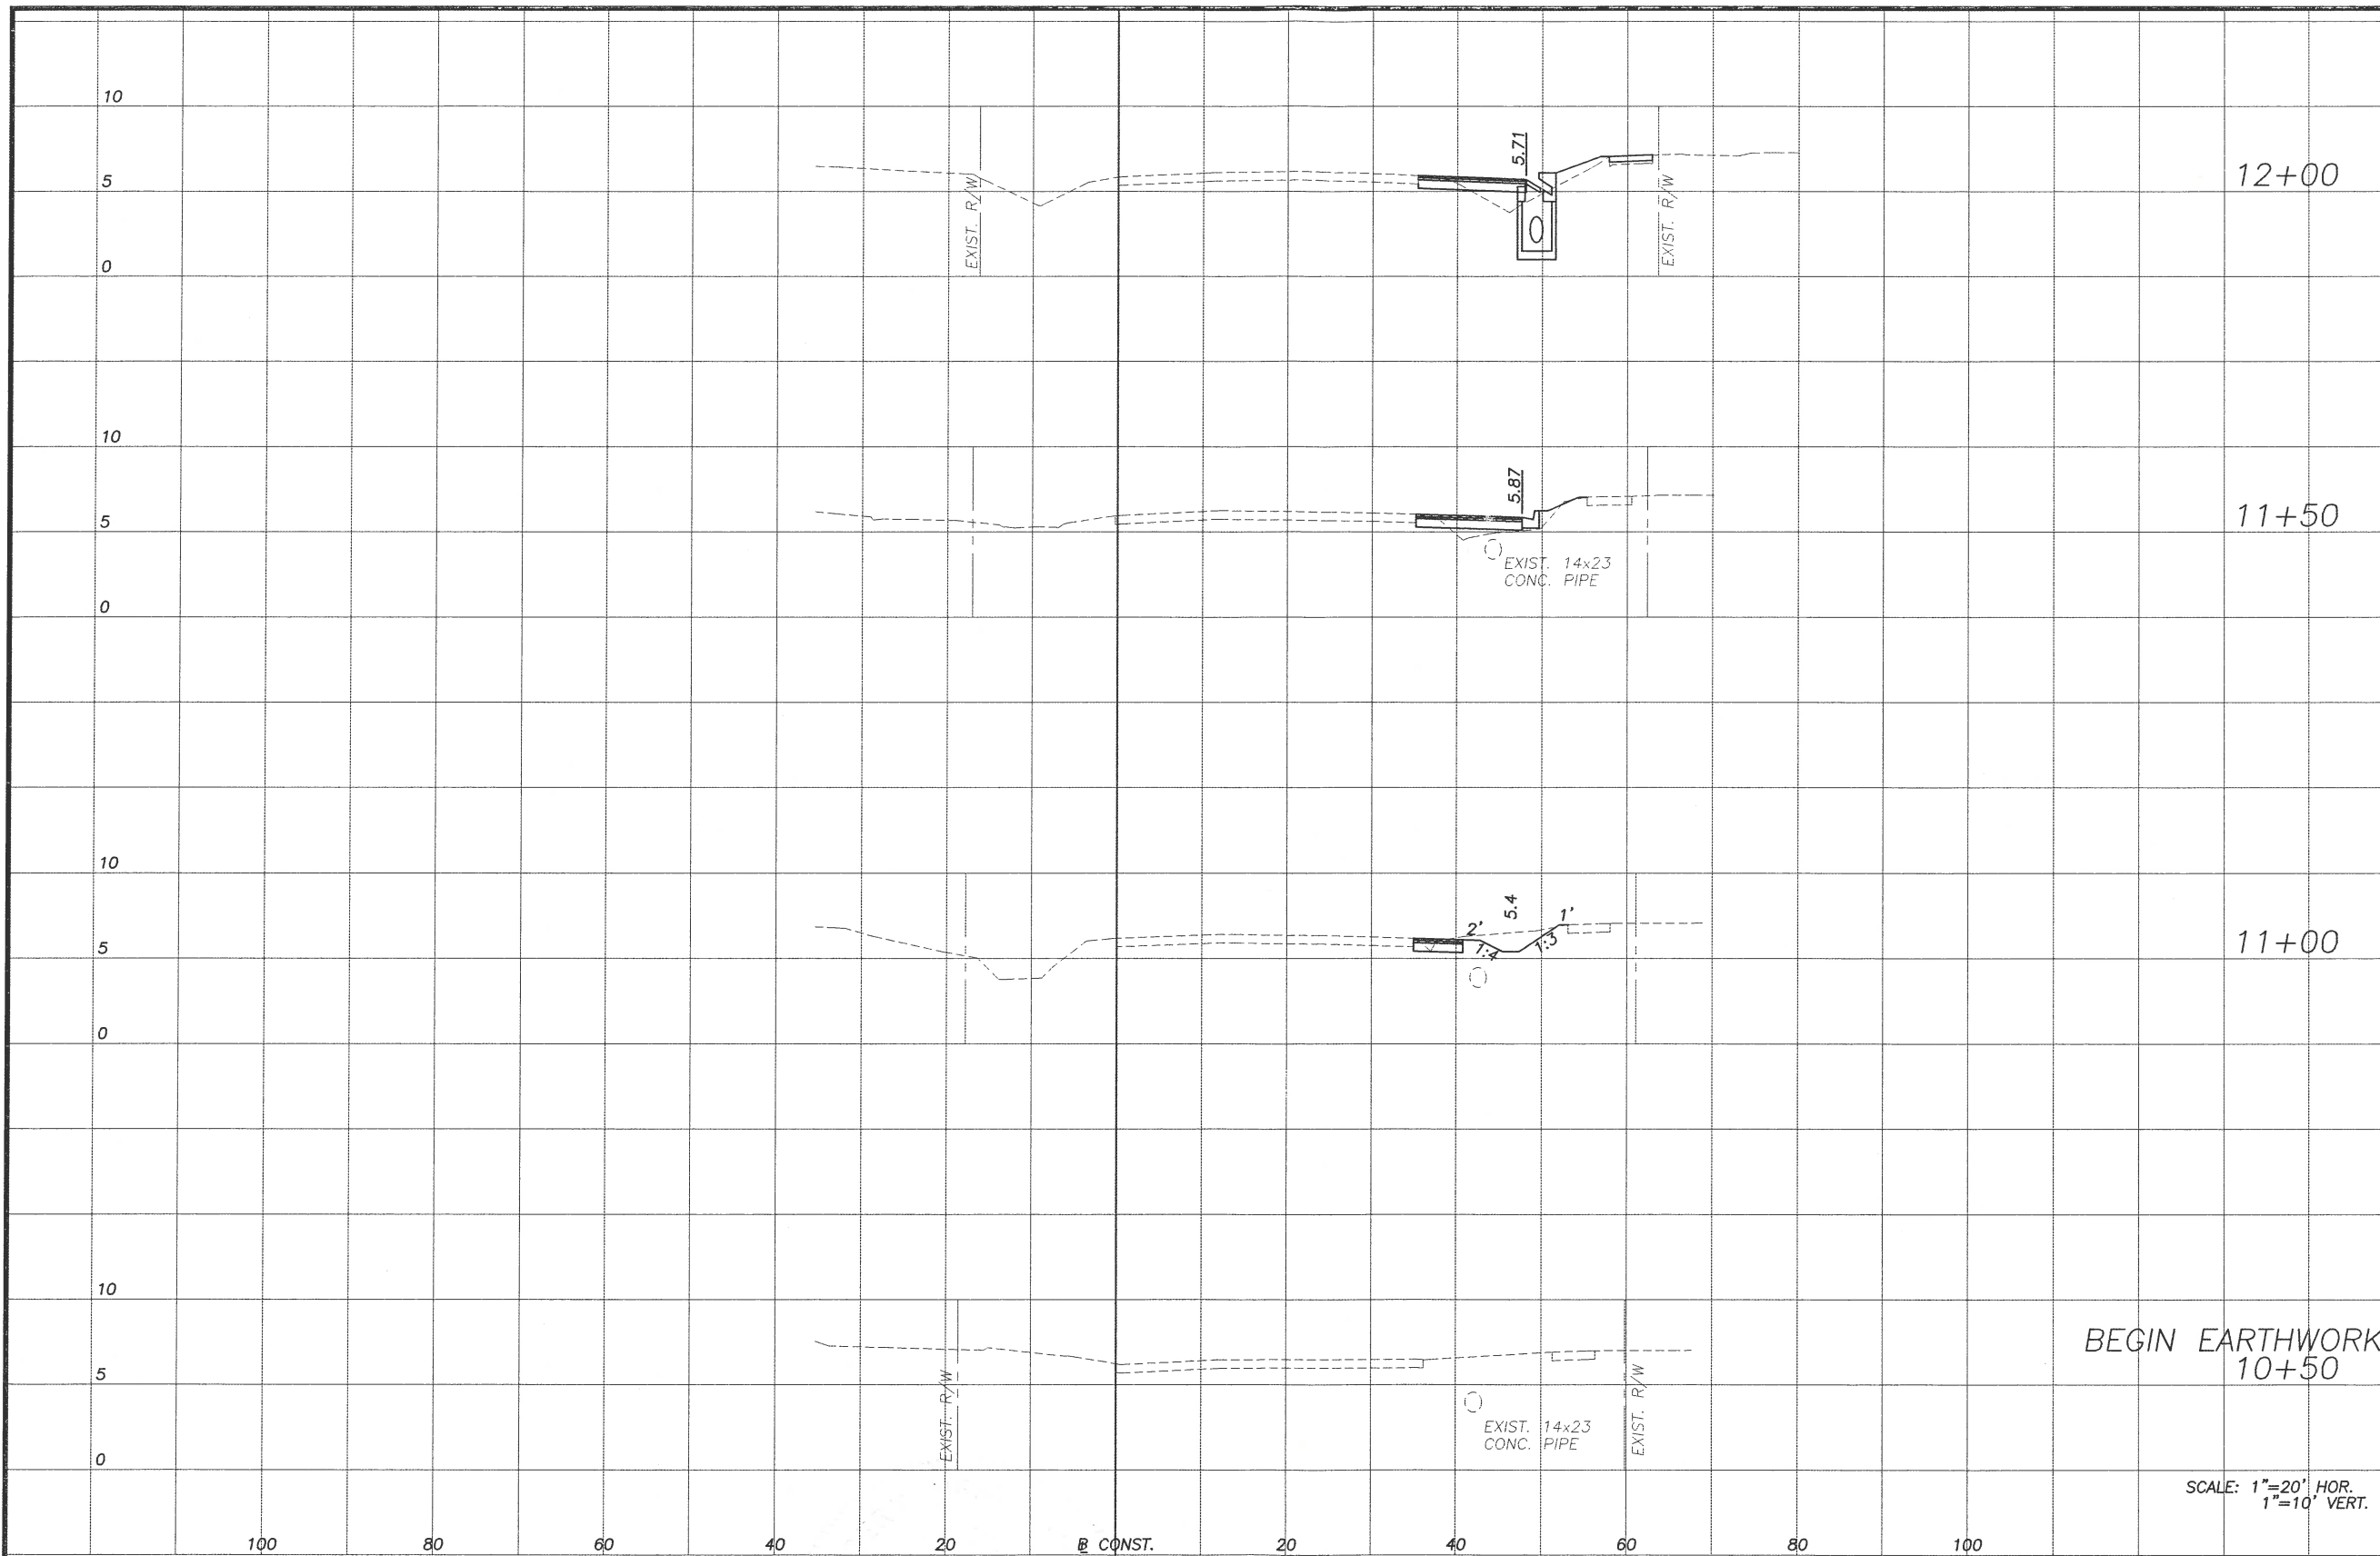 10
5.71
5
12+00
EXIST. R/W
EXIST. R/W
0
10
5.87
5
11+50
EXIST. 14x23
CONC. PIPE
0
10
5.4
2'
1'
1:4
1:3
5
11+00
0
10
BEGIN EARTHWORK
10+50
5
EXIST. R/W
EXIST. R/W
EXIST. 14x23
CONC. PIPE
0
SCALE: 1"=20' HOR.
1"=10' VERT.
100 80 60 40 20 B CONST. 20 40 60 80 100